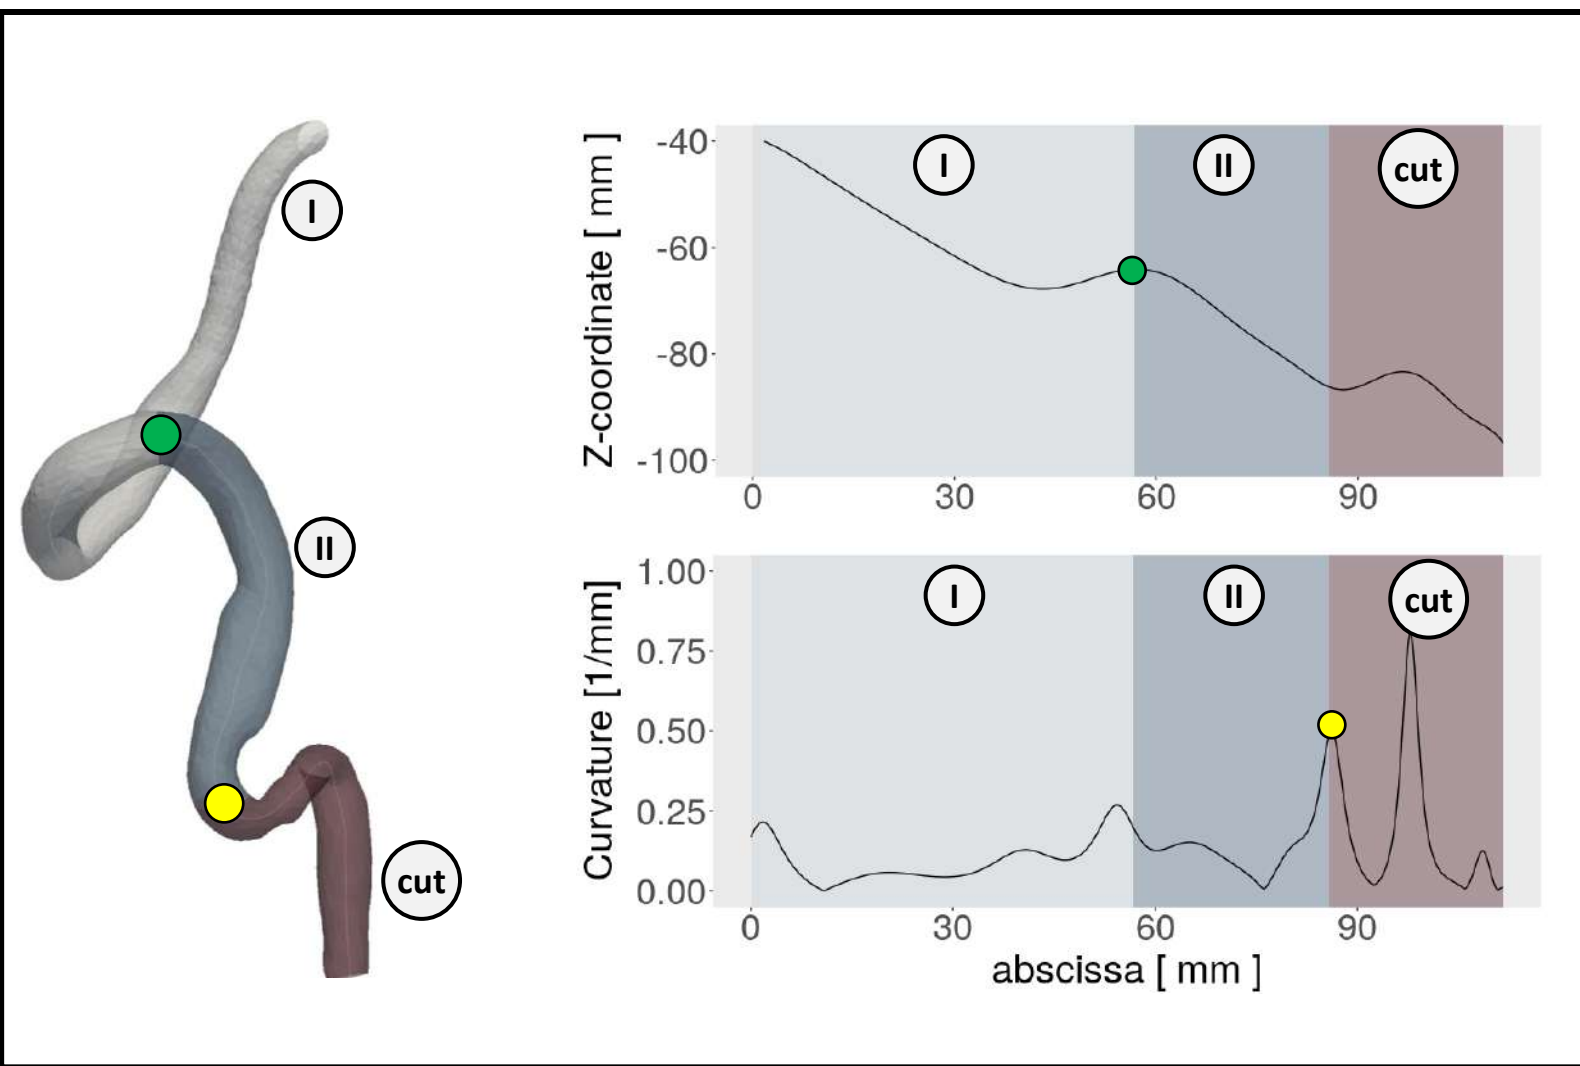 I
II
cut
Z-coordinate [ mm ]
-40
-60
-80
-100
I
II
cut
0
30
60
90
Curvature [1/mm]
1.00
0.75
0.50
0.25
0.00
I
II
cut
0
30
60
90
abscissa [ mm ]